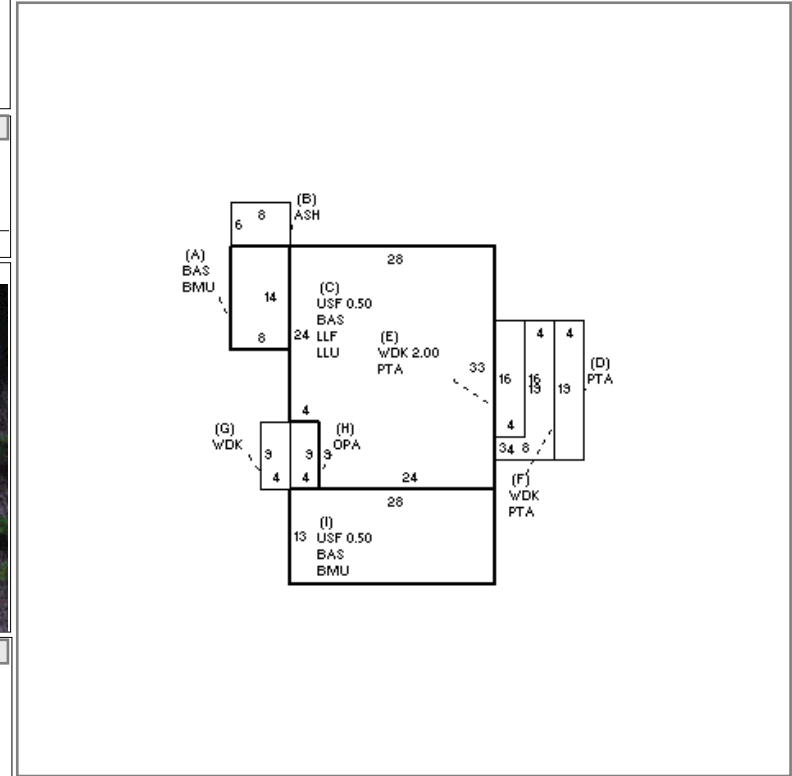 (B)
ASH
8
6
(A)
BAS
BMU
14
8
28
(C)
USF 0.50
BAS
LLF
LLU
24
(E)
WDK 2.00
PTA
33
16
4
4
4
16
19
19
(D)
PTA
4
34 8
(F)
WDK
PTA
(G)
WDK
9
4
9
4
9
(H)
OPA
24
28
(I)
13 USF 0.50
BAS
BMU